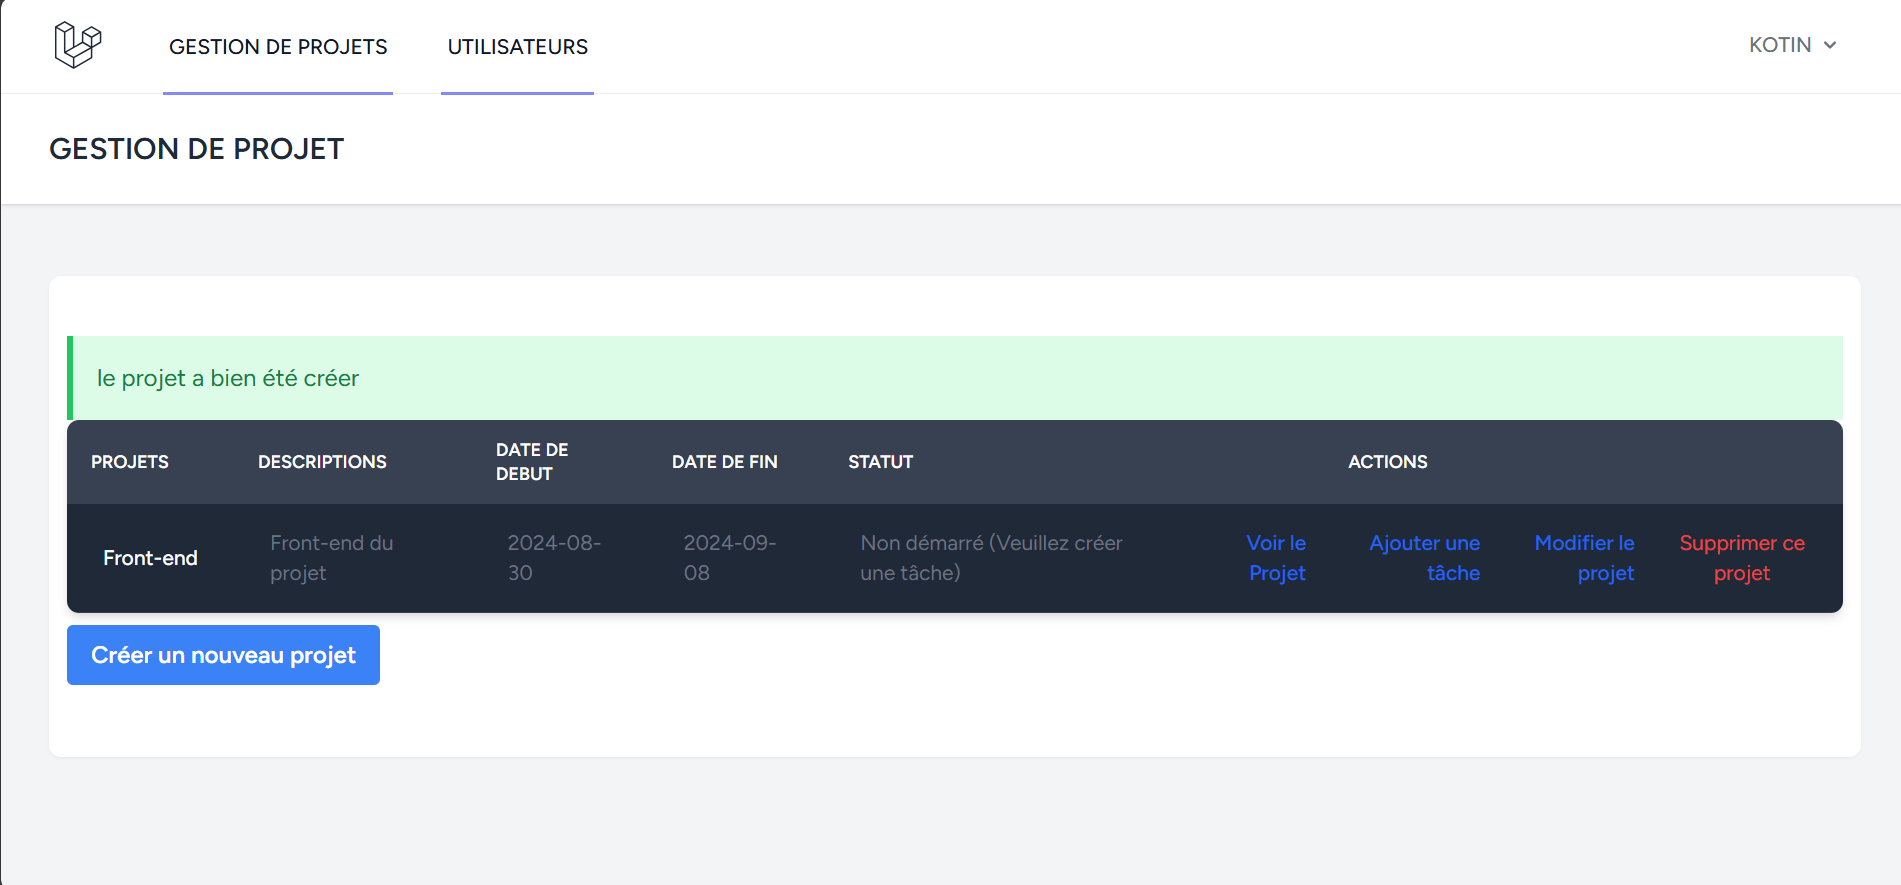 GESTION DE PROJETS
UTILISATEURS
KOTIN
GESTION DE PROJET
le projet a bien été créer
PROJETS
DESCRIPTIONS
DATE DE
DEBUT
DATE DE FIN
STATUT
ACTIONS
Front-end
Front-end du
projet
2024-08-
30
2024-09-
08
Non démarré (Veuillez créer
une tâche)
Voir le
Projet
Ajouter une
tâche
Modifier le
projet
Supprimer ce
projet
Créer un nouveau projet